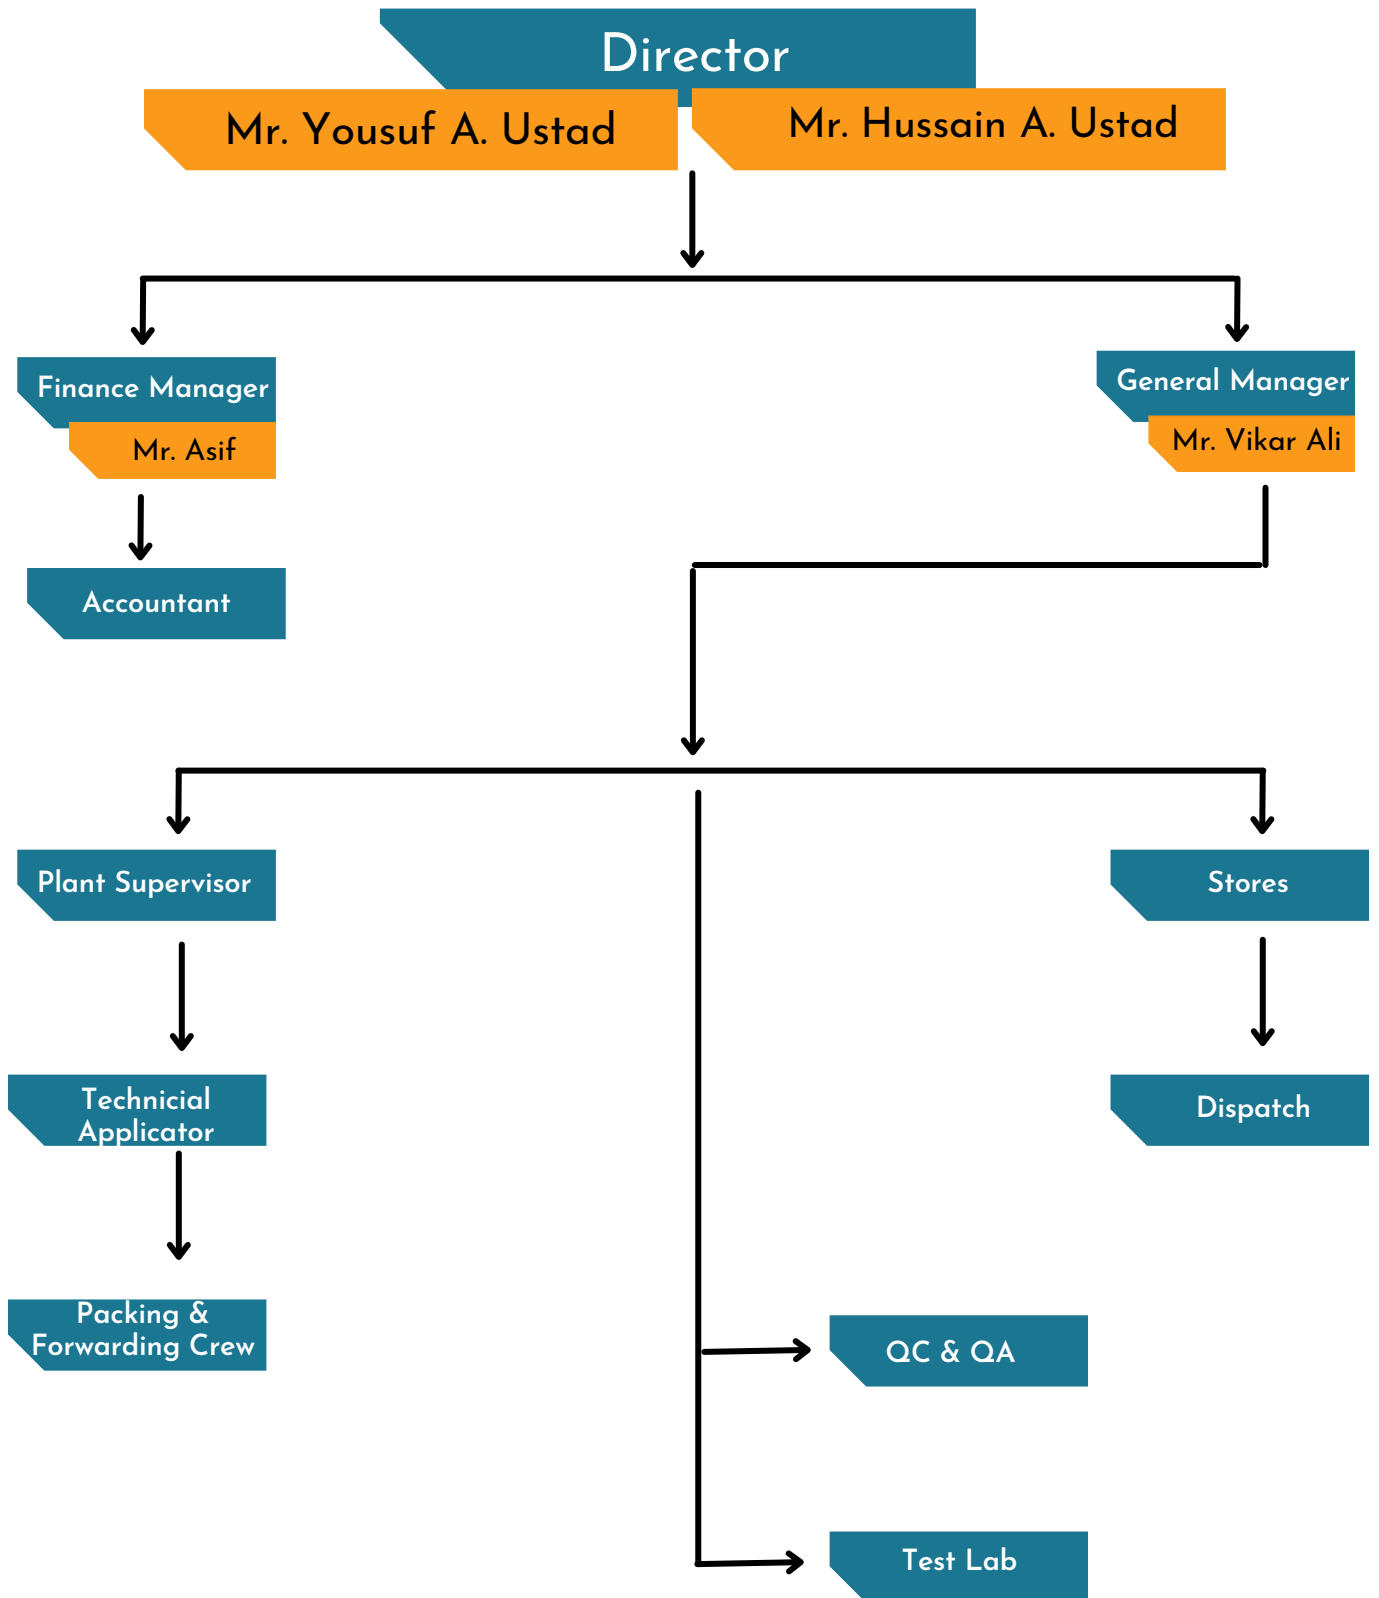 Director
Mr. Yousuf A. Ustad
Mr. Hussain A. Ustad
Finance Manager
Mr. Asif
General Manager
Mr. Vikar Ali
Accountant
Plant Supervisor
Stores
Technicial
Applicator
Dispatch
Packing &
Forwarding Crew
QC & QA
Test Lab